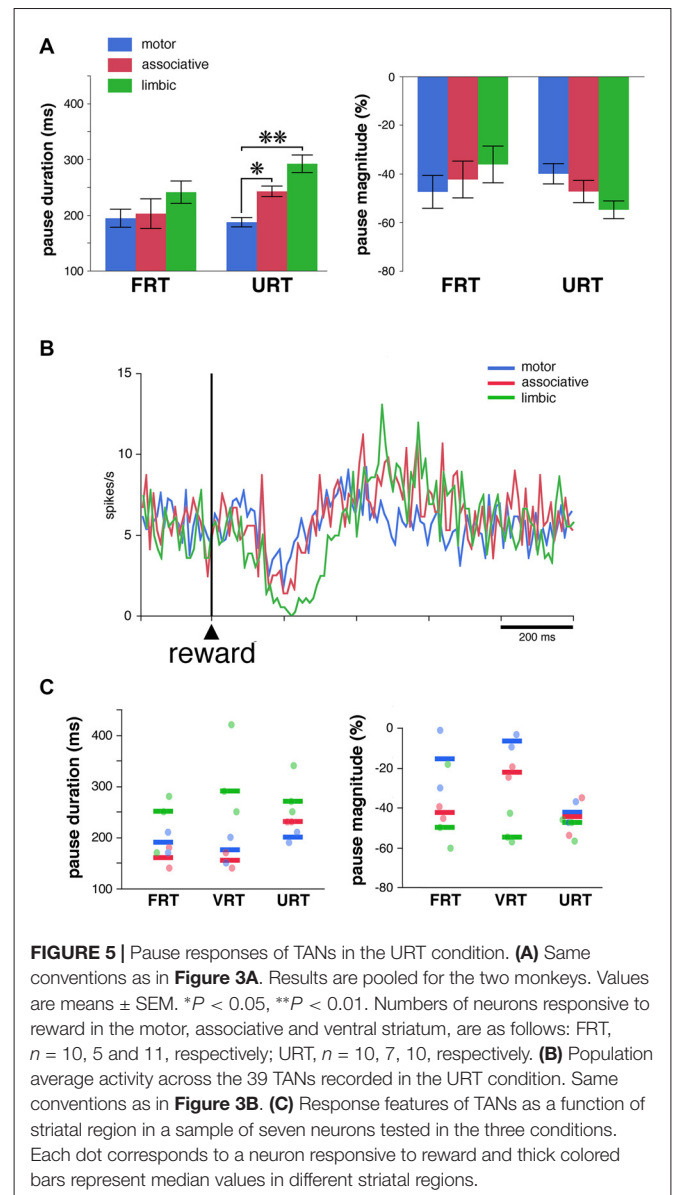 A
motor
associative
limbic
pause duration (ms)
400
300
200
100
*
**
FRT
URT
pause magnitude (%)
0
-20
-40
-60
-80
FRT
URT
B
motor
associative
limbic
spikes/s
15
10
5
0
reward
200 ms
C
pause duration (ms)
400
300
200
100
FRT
VRT
URT
pause magnitude (%)
0
-20
-40
-60
-80
FRT
VRT
URT
FIGURE 5 | Pause responses of TANs in the URT condition. (A) Same
conventions as in Figure 3A. Results are pooled for the two monkeys. Values
are means ± SEM. *P < 0.05, **P < 0.01. Numbers of neurons responsive to
reward in the motor, associative and ventral striatum, are as follows: FRT,
n = 10, 5 and 11, respectively; URT, n = 10, 7, 10, respectively. (B) Population
average activity across the 39 TANs recorded in the URT condition. Same
conventions as in Figure 3B. (C) Response features of TANs as a function of
striatal region in a sample of seven neurons tested in the three conditions.
Each dot corresponds to a neuron responsive to reward and thick colored
bars represent median values in different striatal regions.